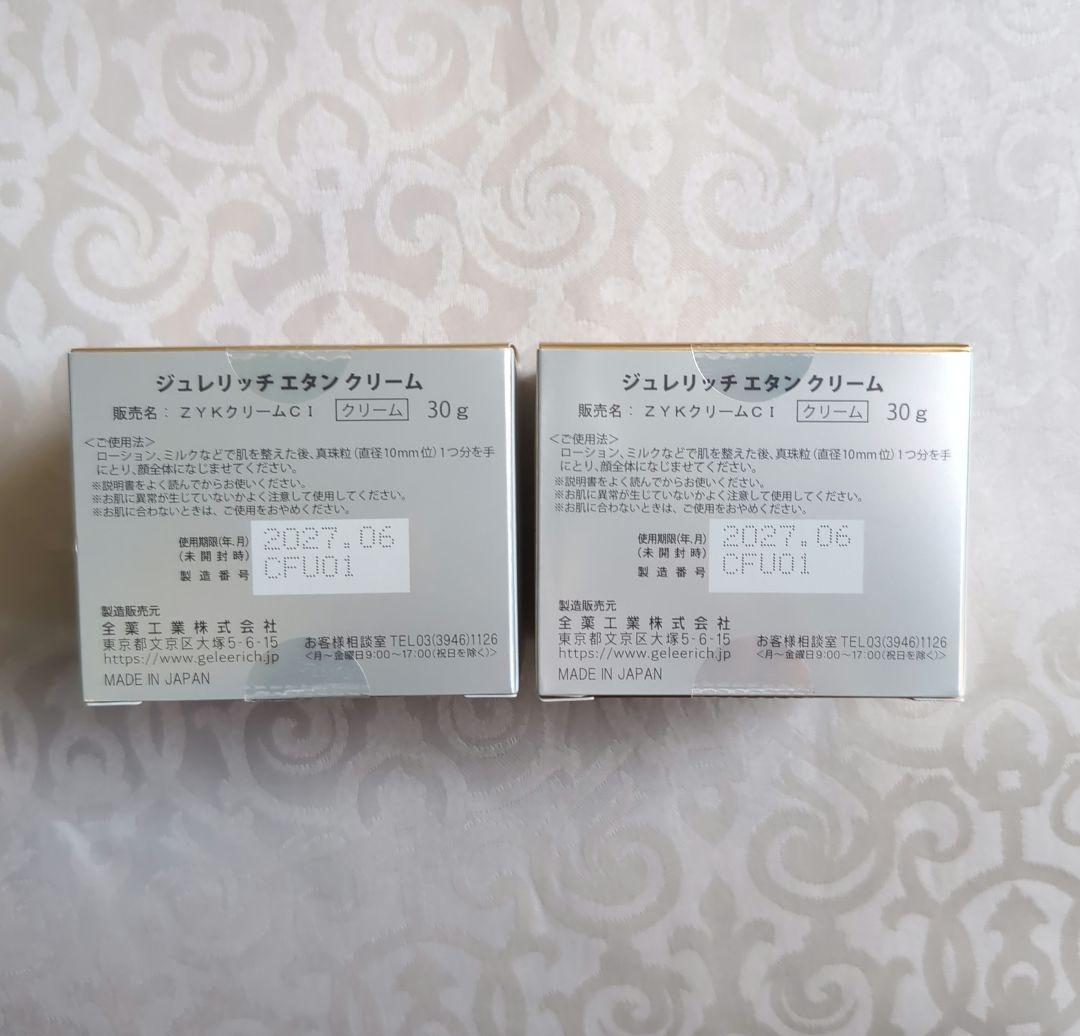 ジュレリッチ エタン クリーム
販売名：ZYKクリームCI クリーム 30g
<ご使用法>
ローション、ミルクなどで肌を整えた後、真珠粒(直径10mm位)1つ分を手
にとり、顔全体になじませてください。
※説明書をよく読んでからお使いください。
※お肌に異常が生じていないかよく注意して使用してください。
※お肌に合わないときは、ご使用をおやめください。
使用期限(年、月) 2027.06
(未開封時)
製造番号 CFU01
製造販売元
全薬工業株式会社
東京都文京区大塚5-6-15 お客様相談室 TEL03(3946)1126
https://www.geleerich.jp <月〜金曜日9:00〜17:00(祝日を除く)>
MADE IN JAPAN
ジュレリッチ エタン クリーム
販売名：ZYKクリームCI クリーム 30g
<ご使用法>
ローション、ミルクなどで肌を整えた後、真珠粒(直径10mm位)1つ分を手
にとり、顔全体になじませてください。
※説明書をよく読んでからお使いください。
※お肌に異常が生じていないかよく注意して使用してください。
※お肌に合わないときは、ご使用をおやめください。
使用期限(年、月) 2027.06
(未開封時)
製造番号 CFU01
製造販売元
全薬工業株式会社
東京都文京区大塚5-6-15 お客様相談室 TEL03(3946)1126
https://www.geleerich.jp <月〜金曜日9:00〜17:00(祝日を除く)>
MADE IN JAPAN